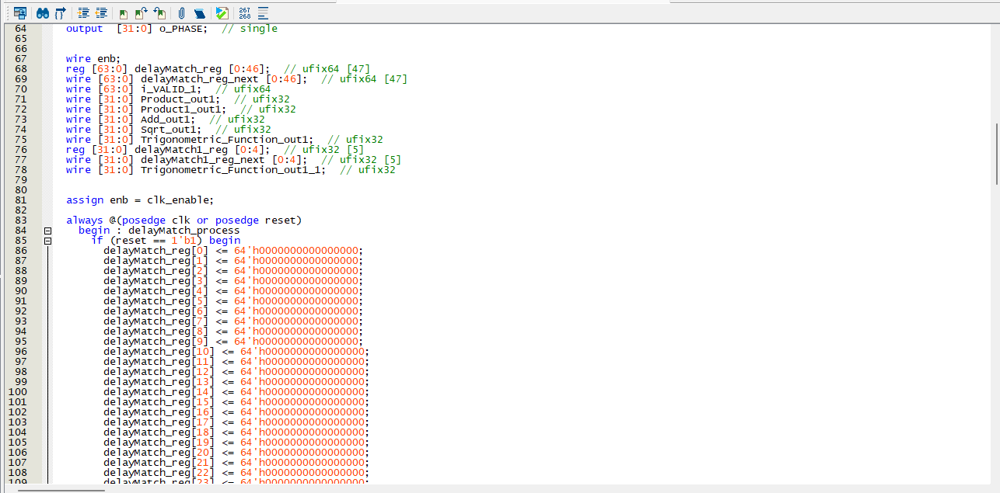 267
268
64 output [31:0] o_PHASE; // single
65
66
67 wire enb;
68 reg [63:0] delayMatch_reg [0:46]; // ufix64 [47]
69 wire [63:0] delayMatch_reg_next [0:46]; // ufix64 [47]
70 wire [63:0] i_VALID_1; // ufix64
71 wire [31:0] Product_out1; // ufix32
72 wire [31:0] Product1_out1; // ufix32
73 wire [31:0] Add_out1; // ufix32
74 wire [31:0] Sqrt_out1; // ufix32
75 wire [31:0] Trigonometric_Function_out1; // ufix32
76 reg [31:0] delayMatch1_reg [0:4]; // ufix32 [5]
77 wire [31:0] delayMatch1_reg_next [0:4]; // ufix32 [5]
78 wire [31:0] Trigonometric_Function_out1_1; // ufix32
79
80
81 assign enb = clk_enable;
82
83 always @(posedge clk or posedge reset)
84 begin : delayMatch_process
85 if (reset == 1'b1) begin
86 delayMatch_reg[0] <= 64'h0000000000000000;
87 delayMatch_reg[1] <= 64'h0000000000000000;
88 delayMatch_reg[2] <= 64'h0000000000000000;
89 delayMatch_reg[3] <= 64'h0000000000000000;
90 delayMatch_reg[4] <= 64'h0000000000000000;
91 delayMatch_reg[5] <= 64'h0000000000000000;
92 delayMatch_reg[6] <= 64'h0000000000000000;
93 delayMatch_reg[7] <= 64'h0000000000000000;
94 delayMatch_reg[8] <= 64'h0000000000000000;
95 delayMatch_reg[9] <= 64'h0000000000000000;
96 delayMatch_reg[10] <= 64'h0000000000000000;
97 delayMatch_reg[11] <= 64'h0000000000000000;
98 delayMatch_reg[12] <= 64'h0000000000000000;
99 delayMatch_reg[13] <= 64'h0000000000000000;
100 delayMatch_reg[14] <= 64'h0000000000000000;
101 delayMatch_reg[15] <= 64'h0000000000000000;
102 delayMatch_reg[16] <= 64'h0000000000000000;
103 delayMatch_reg[17] <= 64'h0000000000000000;
104 delayMatch_reg[18] <= 64'h0000000000000000;
105 delayMatch_reg[19] <= 64'h0000000000000000;
106 delayMatch_reg[20] <= 64'h0000000000000000;
107 delayMatch_reg[21] <= 64'h0000000000000000;
108 delayMatch_reg[22] <= 64'h0000000000000000;
109 delayMatch_reg[23] <= 64'h0000000000000000;